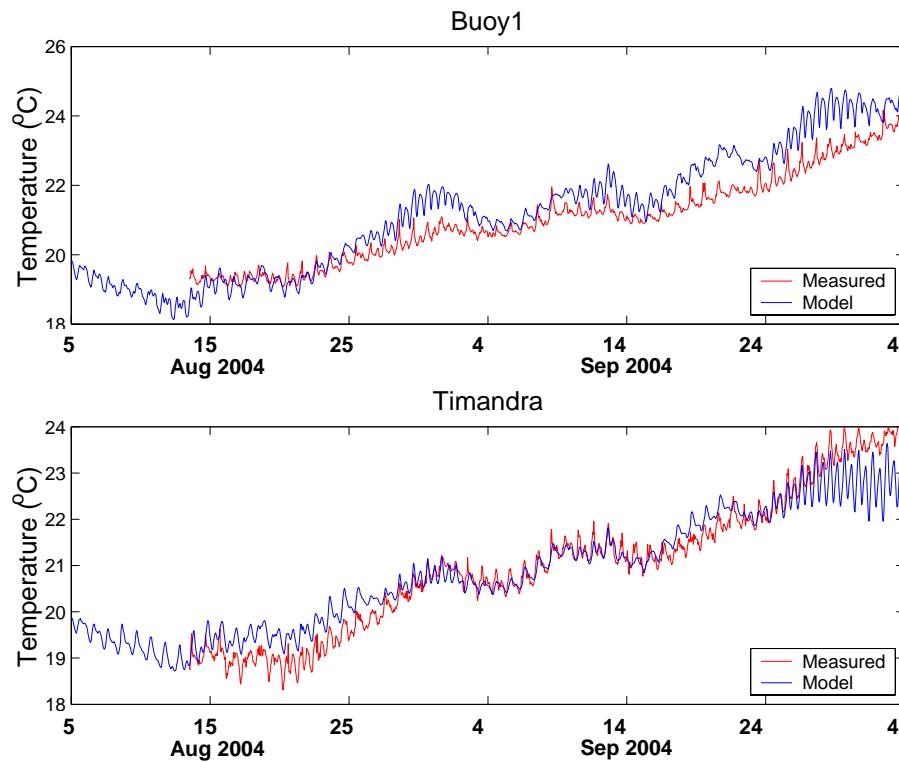 Buoy1
Temperature (⁰C)
26
24
22
20
18
Measured
Model
5 15 25 4 14 24 4
Aug 2004 Sep 2004
Timandra
Temperature (⁰C)
24
23
22
21
20
19
18
Measured
Model
5 15 25 4 14 24 4
Aug 2004 Sep 2004